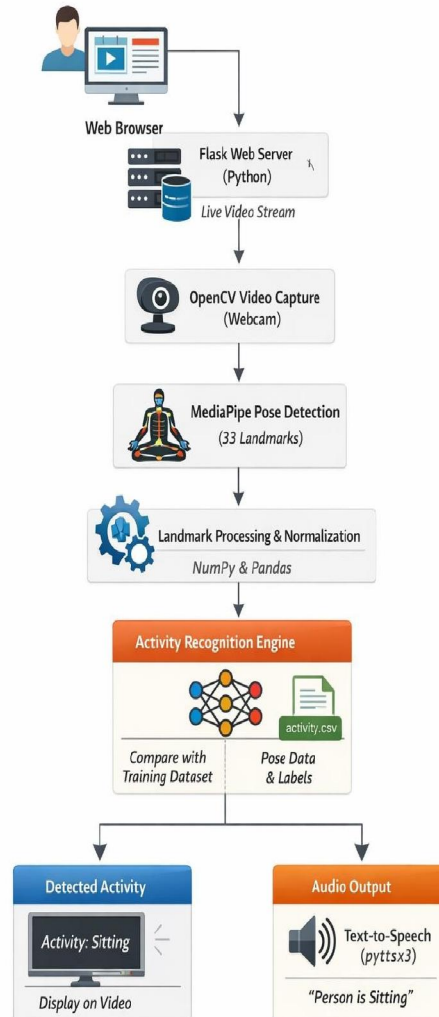 Web Browser
Flask Web Server
(Python)
Live Video Stream
OpenCV Video Capture
(Webcam)
MediaPipe Pose Detection
(33 Landmarks)
Landmark Processing & Normalization
NumPy & Pandas
Activity Recognition Engine
activity.csv
Compare with
Training Dataset
Pose Data
& Labels
Detected Activity
Activity: Sitting
Display on Video
Audio Output
Text-to-Speech
(pyttsx3)
"Person is Sitting"